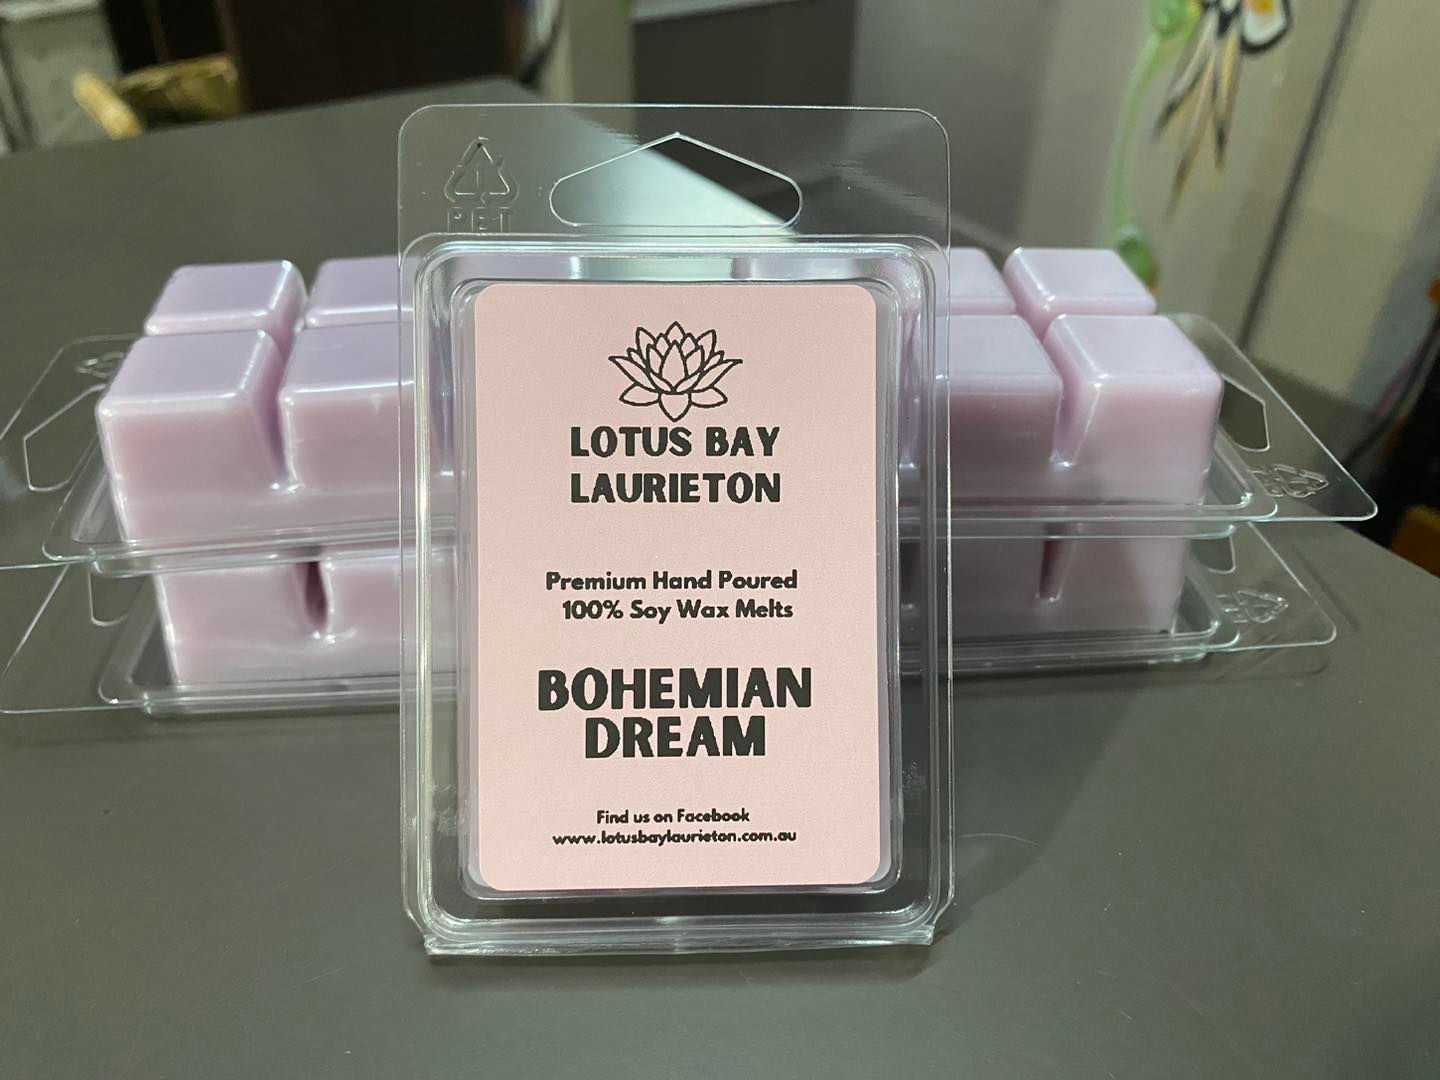 1
PET
LOTUS BAY
LAURIETON
Premium Hand Poured
100% Soy Wax Melts
BOHEMIAN
DREAM
Find us on Facebook
www.lotusbaylaurieton.com.au